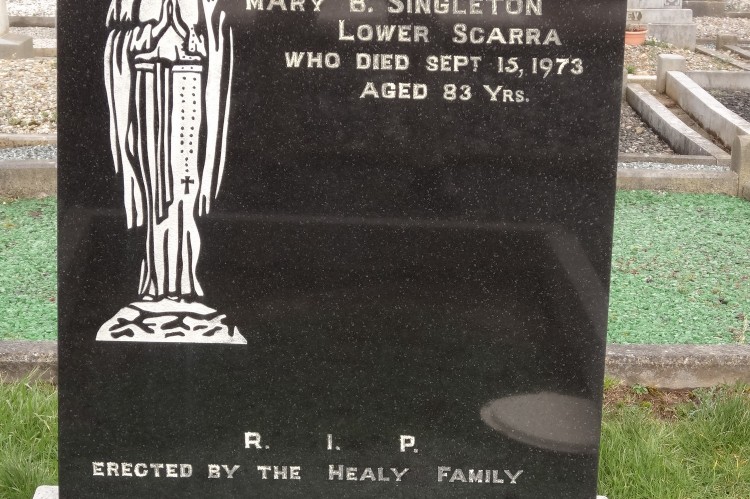 MARY B. SINGLETON
LOWER SCARRA
WHO DIED SEPT 15, 1973
AGED 83 YRS.
R. I. P.
ERECTED BY THE HEALY FAMILY